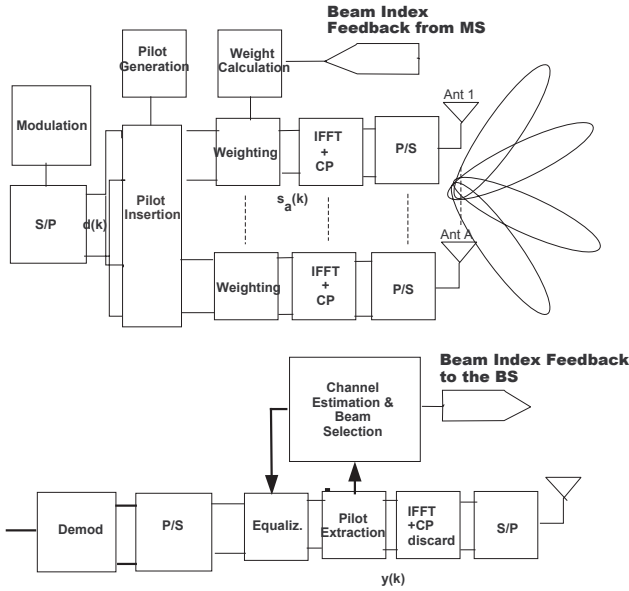 Beam Index
Feedback from MS
Pilot
Generation
Weight
Calculation
Ant 1
Modulation
IFFT
+
CP
P/S
Weighting
S/P
d(k)
Pilot
Insertion
s_a(k)
Ant A
Weighting
IFFT
+
CP
P/S
Beam Index Feedback
to the BS
Channel
Estimation &
Beam
Selection
Demod
P/S
Equaliz.
Pilot
Extraction
IFFT
+CP
discard
S/P
y(k)